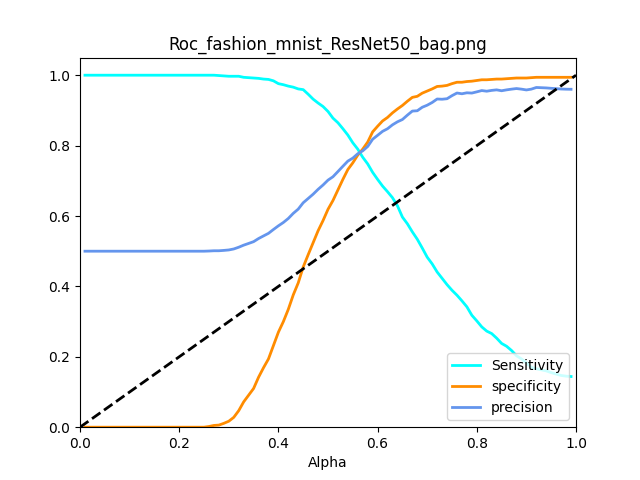 Roc_fashion_mnist_ResNet50_bag.png
1.0
0.8
0.6
0.4
0.2
0.0
Sensitivity
specificity
precision
0.0 0.2 0.4 0.6 0.8 1.0
Alpha